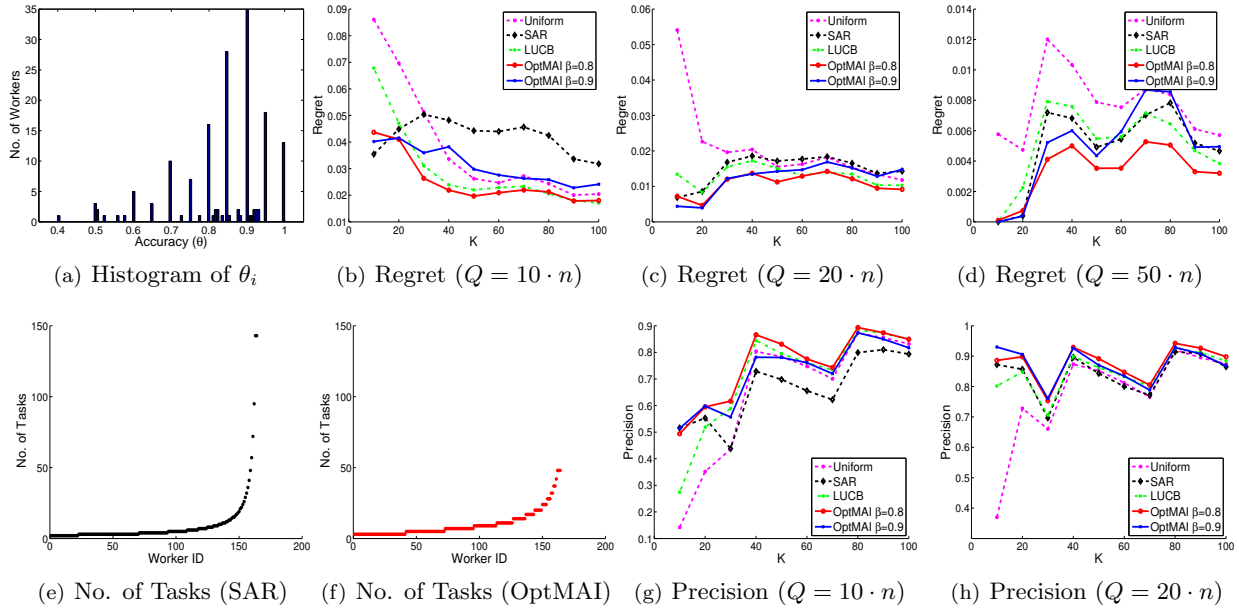 35
30
25
20
15
10
5
0
No. of Workers
0.4 0.5 0.6 0.7 0.8 0.9 1
Accuracy (θ)
(a) Histogram of θi
0.09
0.08
0.07
0.06
0.05
0.04
0.03
0.02
0.01
Regret
0 20 40 60 80 100
K
Uniform
SAR
LUCB
OptMAI β=0.8
OptMAI β=0.9
(b) Regret (Q = 10 · n)
0.06
0.05
0.04
0.03
0.02
0.01
0
Regret
0 20 40 60 80 100
K
Uniform
SAR
LUCB
OptMAI β=0.8
OptMAI β=0.9
(c) Regret (Q = 20 · n)
0.014
0.012
0.01
0.008
0.006
0.004
0.002
0
Regret
0 20 40 60 80 100
K
Uniform
SAR
LUCB
OptMAI β=0.8
OptMAI β=0.9
(d) Regret (Q = 50 · n)
150
100
50
0
No. of Tasks
0 50 100 150 200
Worker ID
(e) No. of Tasks (SAR)
150
100
50
0
No. of Tasks
0 50 100 150 200
Worker ID
(f) No. of Tasks (OptMAI)
0.9
0.8
0.7
0.6
0.5
0.4
0.3
0.2
0.1
Precision
0 20 40 60 80 100
K
Uniform
SAR
LUCB
OptMAI β=0.8
OptMAI β=0.9
(g) Precision (Q = 10 · n)
1
0.9
0.8
0.7
0.6
0.5
0.4
Precision
0 20 40 60 80 100
K
Uniform
SAR
LUCB
OptMAI β=0.8
OptMAI β=0.9
(h) Precision (Q = 20 · n)